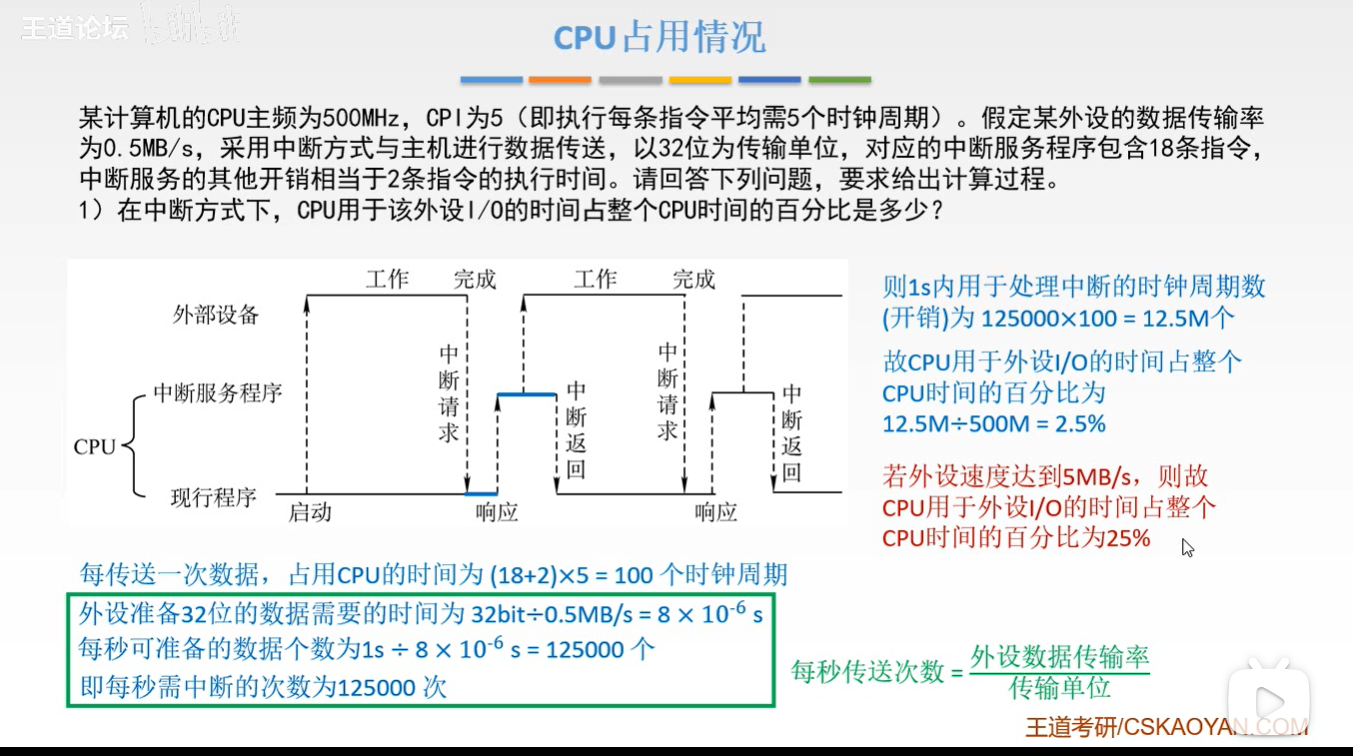 王道论坛 bilibili
CPU占用情况
某计算机的CPU主频为500MHz，CPI为5（即执行每条指令平均需5个时钟周期）。假定某外设的数据传输率
为0.5MB/s，采用中断方式与主机进行数据传送，以32位为传输单位，对应的中断服务程序包含18条指令，
中断服务的其他开销相当于2条指令的执行时间。请回答下列问题，要求给出计算过程。
1）在中断方式下，CPU用于该外设I/O的时间占整个CPU时间的百分比是多少？
工作 完成 工作 完成
外部设备
中断请求
中断请求
中断服务程序
中断返回
中断返回
CPU
现行程序
启动 响应 响应
则1s内用于处理中断的时钟周期数
(开销)为 125000×100 = 12.5M个
故CPU用于外设I/O的时间占整个
CPU时间的百分比为
12.5M÷500M = 2.5%
若外设速度达到5MB/s，则故
CPU用于外设I/O的时间占整个
CPU时间的百分比为25%
每传送一次数据，占用CPU的时间为 (18+2)×5 = 100 个时钟周期
外设准备32位的数据需要的时间为 32bit÷0.5MB/s = 8 × 10⁻⁶ s
每秒可准备的数据个数为1s ÷ 8 × 10⁻⁶ s = 125000 个
即每秒需中断的次数为125000 次
每秒传送次数 = 外设数据传输率
传输单位
王道考研/CSKAOYAN.COM